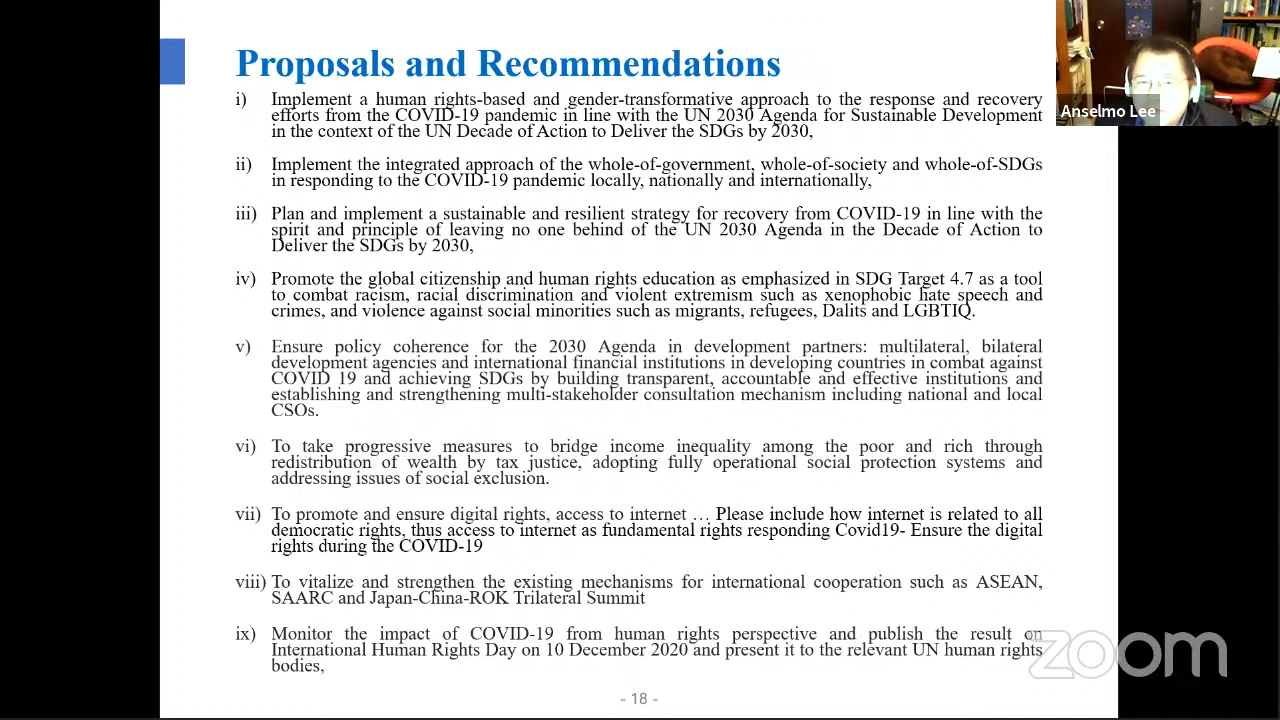 Proposals and Recommendations
Anselmo Lee
i) Implement a human rights-based and gender-transformative approach to the response and recovery
efforts from the COVID-19 pandemic in line with the UN 2030 Agenda for Sustainable Development
in the context of the UN Decade of Action to Deliver the SDGs by 2030,
ii) Implement the integrated approach of the whole-of-government, whole-of-society and whole-of-SDGs
in responding to the COVID-19 pandemic locally, nationally and internationally,
iii) Plan and implement a sustainable and resilient strategy for recovery from COVID-19 in line with the
spirit and principle of leaving no one behind of the UN 2030 Agenda in the Decade of Action to
Deliver the SDGs by 2030,
iv) Promote the global citizenship and human rights education as emphasized in SDG Target 4.7 as a tool
to combat racism, racial discrimination and violent extremism such as xenophobic hate speech and
crimes, and violence against social minorities such as migrants, refugees, Dalits and LGBTIQ.
v) Ensure policy coherence for the 2030 Agenda in development partners: multilateral, bilateral
development agencies and international financial institutions in developing countries in combat against
COVID 19 and achieving SDGs by building transparent, accountable and effective institutions and
establishing and strengthening multi-stakeholder consultation mechanism including national and local
CSOs.
vi) To take progressive measures to bridge income inequality among the poor and rich through
redistribution of wealth by tax justice, adopting fully operational social protection systems and
addressing issues of social exclusion.
vii) To promote and ensure digital rights, access to internet … Please include how internet is related to all
democratic rights, thus access to internet as fundamental rights responding Covid19- Ensure the digital
rights during the COVID-19
viii) To vitalize and strengthen the existing mechanisms for international cooperation such as ASEAN,
SAARC and Japan-China-ROK Trilateral Summit
ix) Monitor the impact of COVID-19 from human rights perspective and publish the result on
International Human Rights Day on 10 December 2020 and present it to the relevant UN human rights
bodies,
zoom
- 18 -